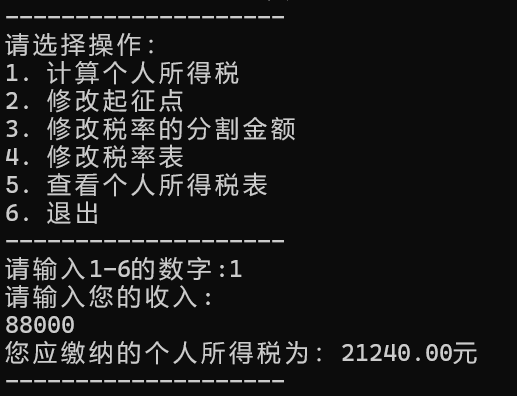 --------------------
请选择操作:
1. 计算个人所得税
2. 修改起征点
3. 修改税率的分割金额
4. 修改税率表
5. 查看个人所得税表
6. 退出
--------------------
请输入1-6的数字:1
请输入您的收入:
88000
您应缴纳的个人所得税为: 21240.00元
--------------------